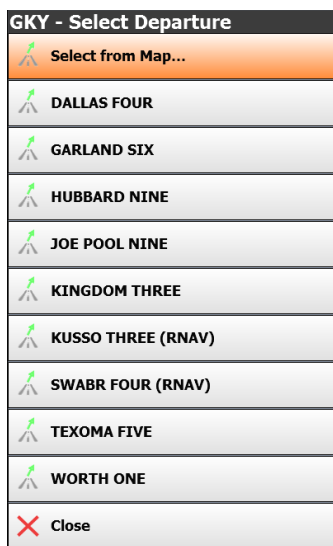 GKY - Select Departure
Select from Map...
DALLAS FOUR
GARLAND SIX
HUBBARD NINE
JOE POOL NINE
KINGDOM THREE
KUSSO THREE (RNAV)
SWABR FOUR (RNAV)
TEXOMA FIVE
WORTH ONE
Close